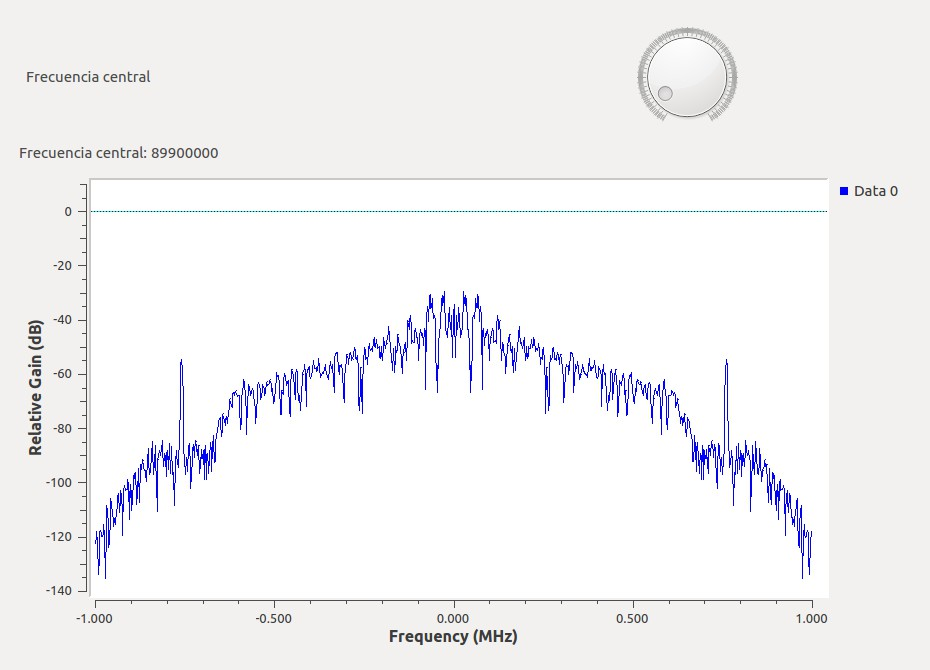 Frecuencia central
Frecuencia central: 89900000
Data 0
0
-20
-40
-60
-80
-100
-120
-140
Relative Gain (dB)
-1.000 -0.500 0.000 0.500 1.000
Frequency (MHz)